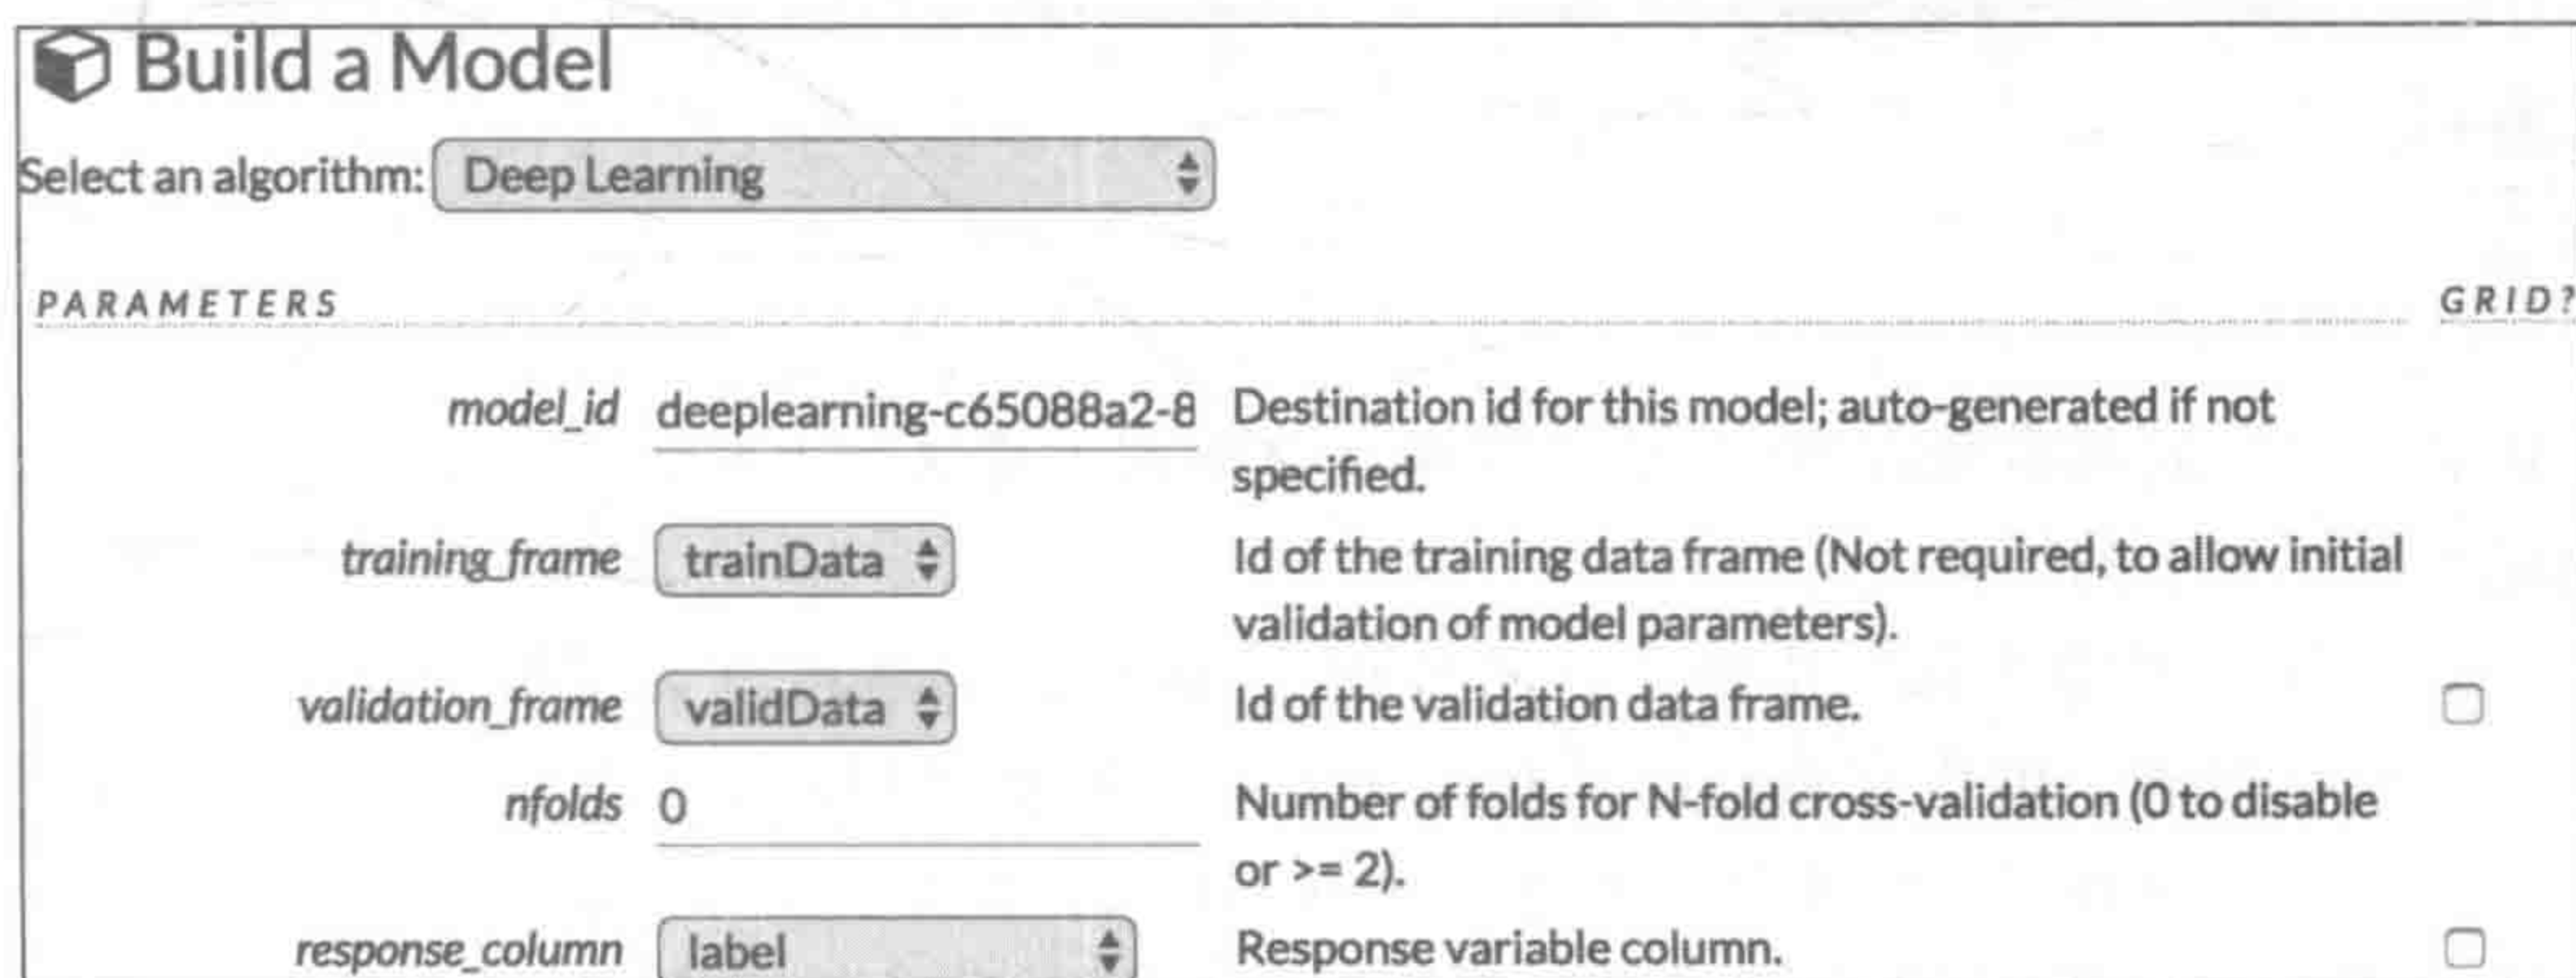 Build a Model
Select an algorithm: Deep Learning
PARAMETERS GRID?
model_id deeplearning-c65088a2-8 Destination id for this model; auto-generated if not
specified.
training_frame trainData Id of the training data frame (Not required, to allow initial
validation of model parameters).
validation_frame validData Id of the validation data frame.
nfolds 0 Number of folds for N-fold cross-validation (0 to disable
or >= 2).
response_column label Response variable column.